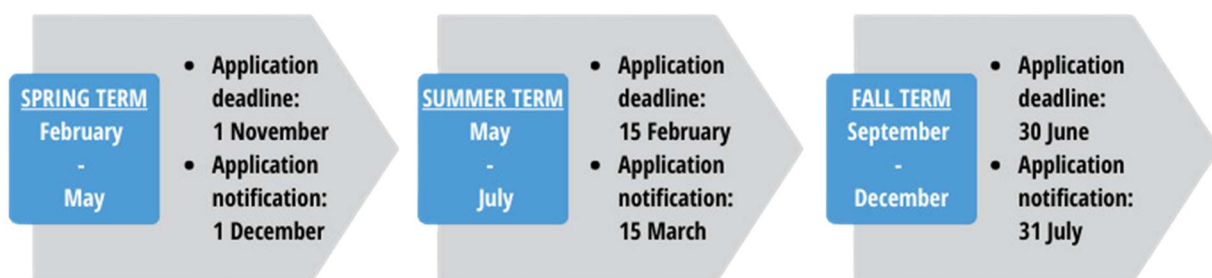 SPRING TERM
February
-
May
• Application
deadline:
1 November
• Application
notification:
1 December
SUMMER TERM
May
-
July
• Application
deadline:
15 February
• Application
notification:
15 March
FALL TERM
September
-
December
• Application
deadline:
30 June
• Application
notification:
31 July